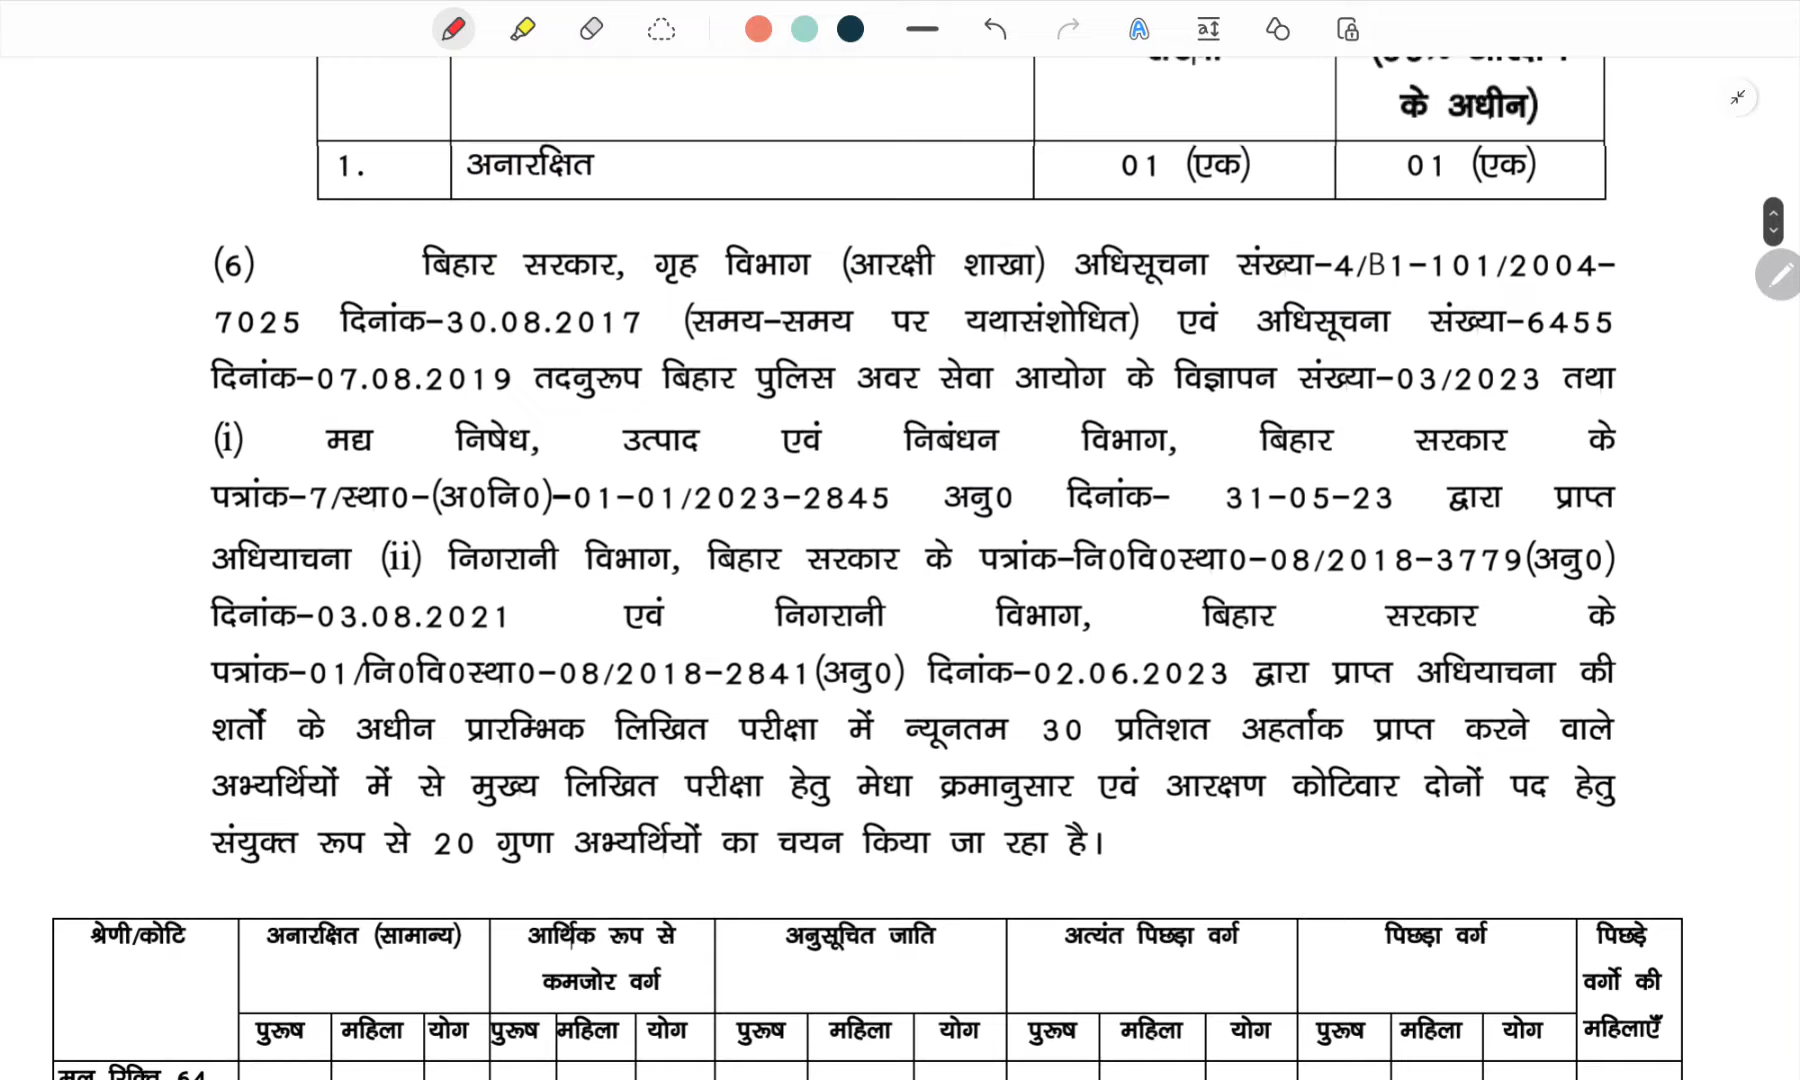 के अधीन)
1. अनारक्षित 01 (एक) 01 (एक)
(6) बिहार सरकार, गृह विभाग (आरक्षी शाखा) अधिसूचना संख्या-4/B1-101/2004-
7025 दिनांक-30.08.2017 (समय-समय पर यथासंशोधित) एवं अधिसूचना संख्या-6455
दिनांक-07.08.2019 तदनुरूप बिहार पुलिस अवर सेवा आयोग के विज्ञापन संख्या-03/2023 तथा
(i) मद्य निषेध, उत्पाद एवं निबंधन विभाग, बिहार सरकार के
पत्रांक-7/स्था0-(अ0नि0)-01-01/2023-2845 अनु0 दिनांक- 31-05-23 द्वारा प्राप्त
अधियाचना (ii) निगरानी विभाग, बिहार सरकार के पत्रांक-नि0वि0स्था0-08/2018-3779(अनु0)
दिनांक-03.08.2021 एवं निगरानी विभाग, बिहार सरकार के
पत्रांक-01/नि0वि0स्था0-08/2018-2841(अनु0) दिनांक-02.06.2023 द्वारा प्राप्त अधियाचना की
शर्तों के अधीन प्रारम्भिक लिखित परीक्षा में न्यूनतम 30 प्रतिशत अहर्तांक प्राप्त करने वाले
अभ्यर्थियों में से मुख्य लिखित परीक्षा हेतु मेधा क्रमानुसार एवं आरक्षण कोटिवार दोनों पद हेतु
संयुक्त रूप से 20 गुणा अभ्यर्थियों का चयन किया जा रहा है।
श्रेणी/कोटि अनारक्षित (सामान्य) आर्थिक रूप से अनुसूचित जाति अत्यंत पिछड़ा वर्ग पिछड़ा वर्ग पिछड़े
कमजोर वर्ग वर्गो की
पुरूष महिला योग पुरूष महिला योग पुरूष महिला योग पुरूष महिला योग पुरूष महिला योग महिलाएँ
मूल रिक्ति 64